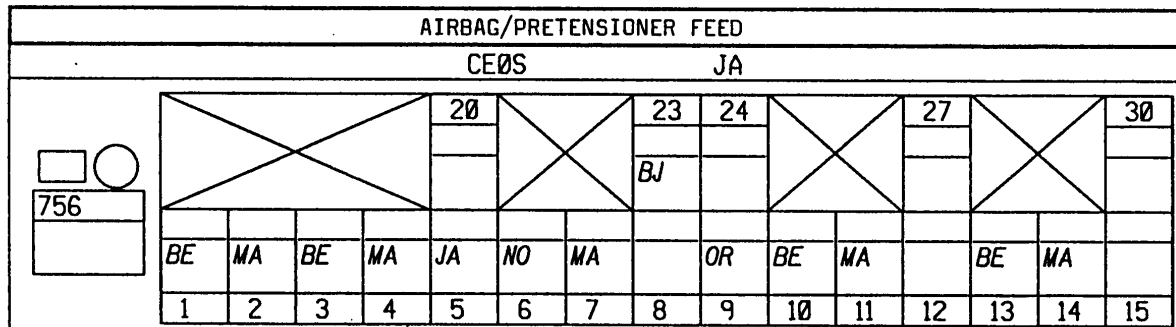 AIRBAG/PRETENSIONER FEED
CEØS JA
20 23 24 27 30
BJ
756
BE MA BE MA JA NO MA OR BE MA BE MA
1 2 3 4 5 6 7 8 9 10 11 12 13 14 15